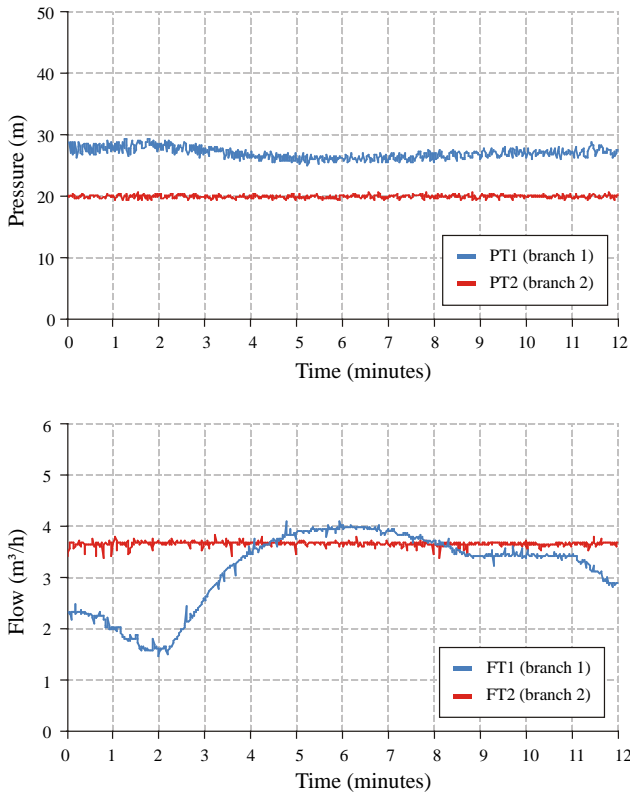 50
40
30
20
10
0
Pressure (m)
PT1 (branch 1)
PT2 (branch 2)
0 1 2 3 4 5 6 7 8 9 10 11 12
Time (minutes)
6
5
4
3
2
1
0
Flow (m³/h)
FT1 (branch 1)
FT2 (branch 2)
0 1 2 3 4 5 6 7 8 9 10 11 12
Time (minutes)